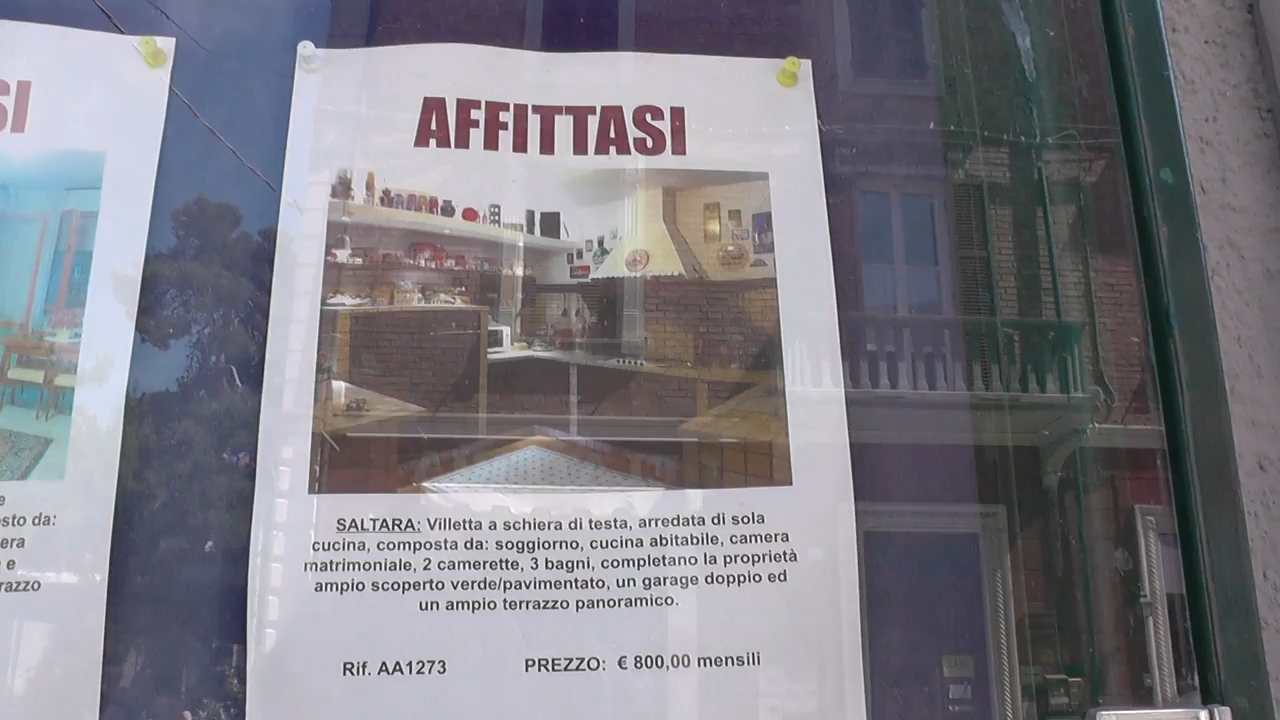 SI
e
sto da:
era
e
razzo
AFFITTASI
SALTARA: Villetta a schiera di testa, arredata di sola
cucina, composta da: soggiorno, cucina abitabile, camera
matrimoniale, 2 camerette, 3 bagni, completano la proprietà
ampio scoperto verde/pavimentato, un garage doppio ed
un ampio terrazzo panoramico.
Rif. AA1273 PREZZO: € 800,00 mensili